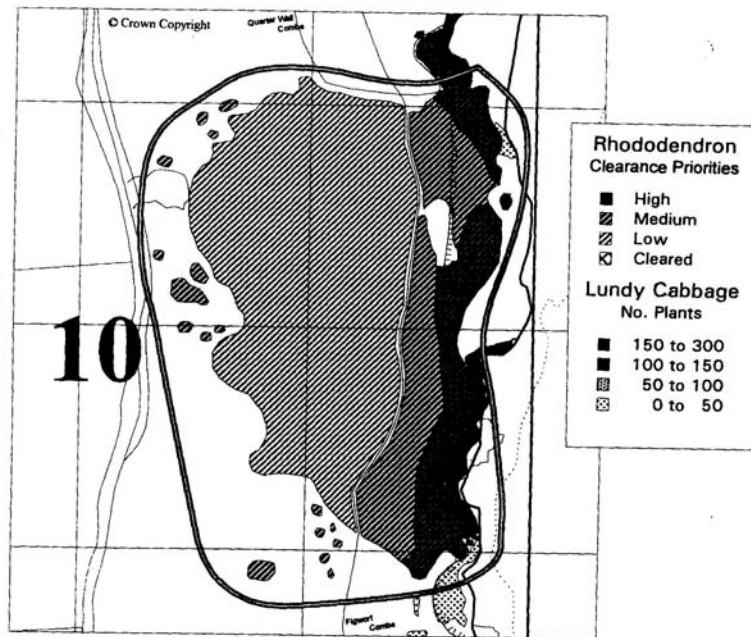 © Crown Copyright
Quarter Wall
Combe
10
Rhododendron
Clearance Priorities
High
Medium
Low
Cleared
Lundy Cabbage
No. Plants
150 to 300
100 to 150
50 to 100
0 to 50
Figwort
Combe